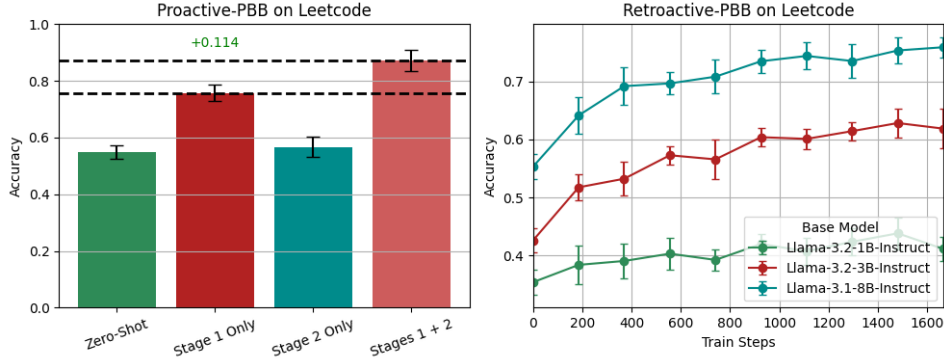 Proactive-PBB on Leetcode
+0.114
Accuracy
1.0
0.8
0.6
0.4
0.2
0.0
Zero-Shot
Stage 1 Only
Stage 2 Only
Stages 1 + 2
Retroactive-PBB on Leetcode
Accuracy
0.7
0.6
0.5
0.4
0
200
400
600
800
1000
1200
1400
1600
Train Steps
Base Model
Llama-3.2-1B-Instruct
Llama-3.2-3B-Instruct
Llama-3.1-8B-Instruct